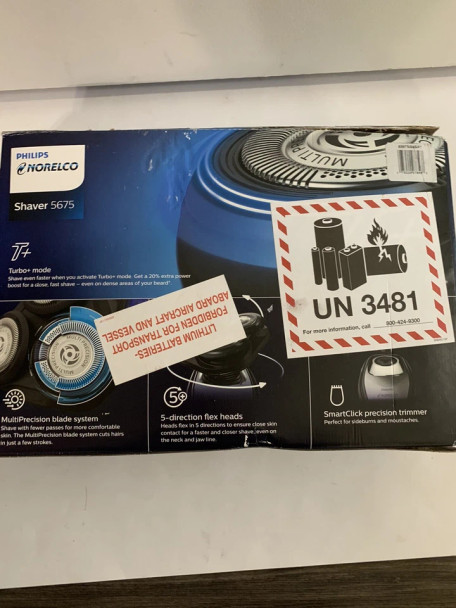 PHILIPS
NORELCO
Shaver 5675
MULTI
T+
Turbo+ mode
Shave even faster when you activate Turbo+ mode. Get a 20% extra power
boost for a close, fast shave – even on dense areas of your beard*.
LITHIUM BATTERIES-
FORBIDDEN FOR TRANSPORT
ABOARD AIRCRAFT AND VESSEL
UN 3481
For more information, call 800-424-9300
MultiPrecision blade system
Shave with fewer passes for more comfortable
skin. The MultiPrecision blade system cuts hairs
in just a few strokes.
5
5-direction flex heads
Heads flex in 5 directions to ensure close skin
contact for a faster and closer shave, even on
the neck and jaw line.
SmartClick precision trimmer
Perfect for sideburns and moustaches.